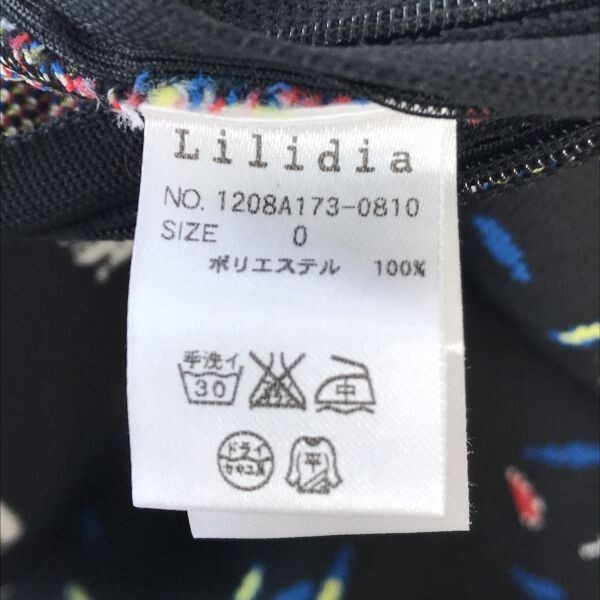 Lilidia
NO. 1208A173-0810
SIZE 0
ポリエステル 100%
手洗イ
30
中
ドライ
セキユ系
平